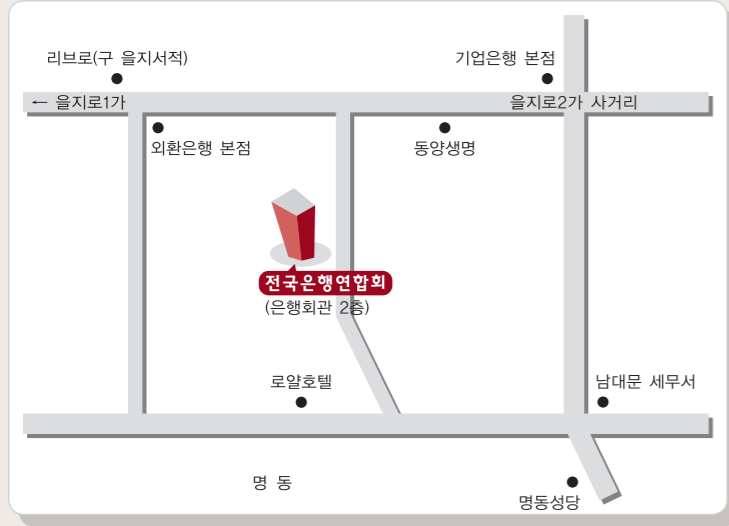 리브로(구 을지서적)
기업은행 본점
← 을지로1가
을지로2가 사거리
외환은행 본점
동양생명
전국은행연합회
(은행회관 2층)
로얄호텔
남대문 세무서
명 동
명동성당